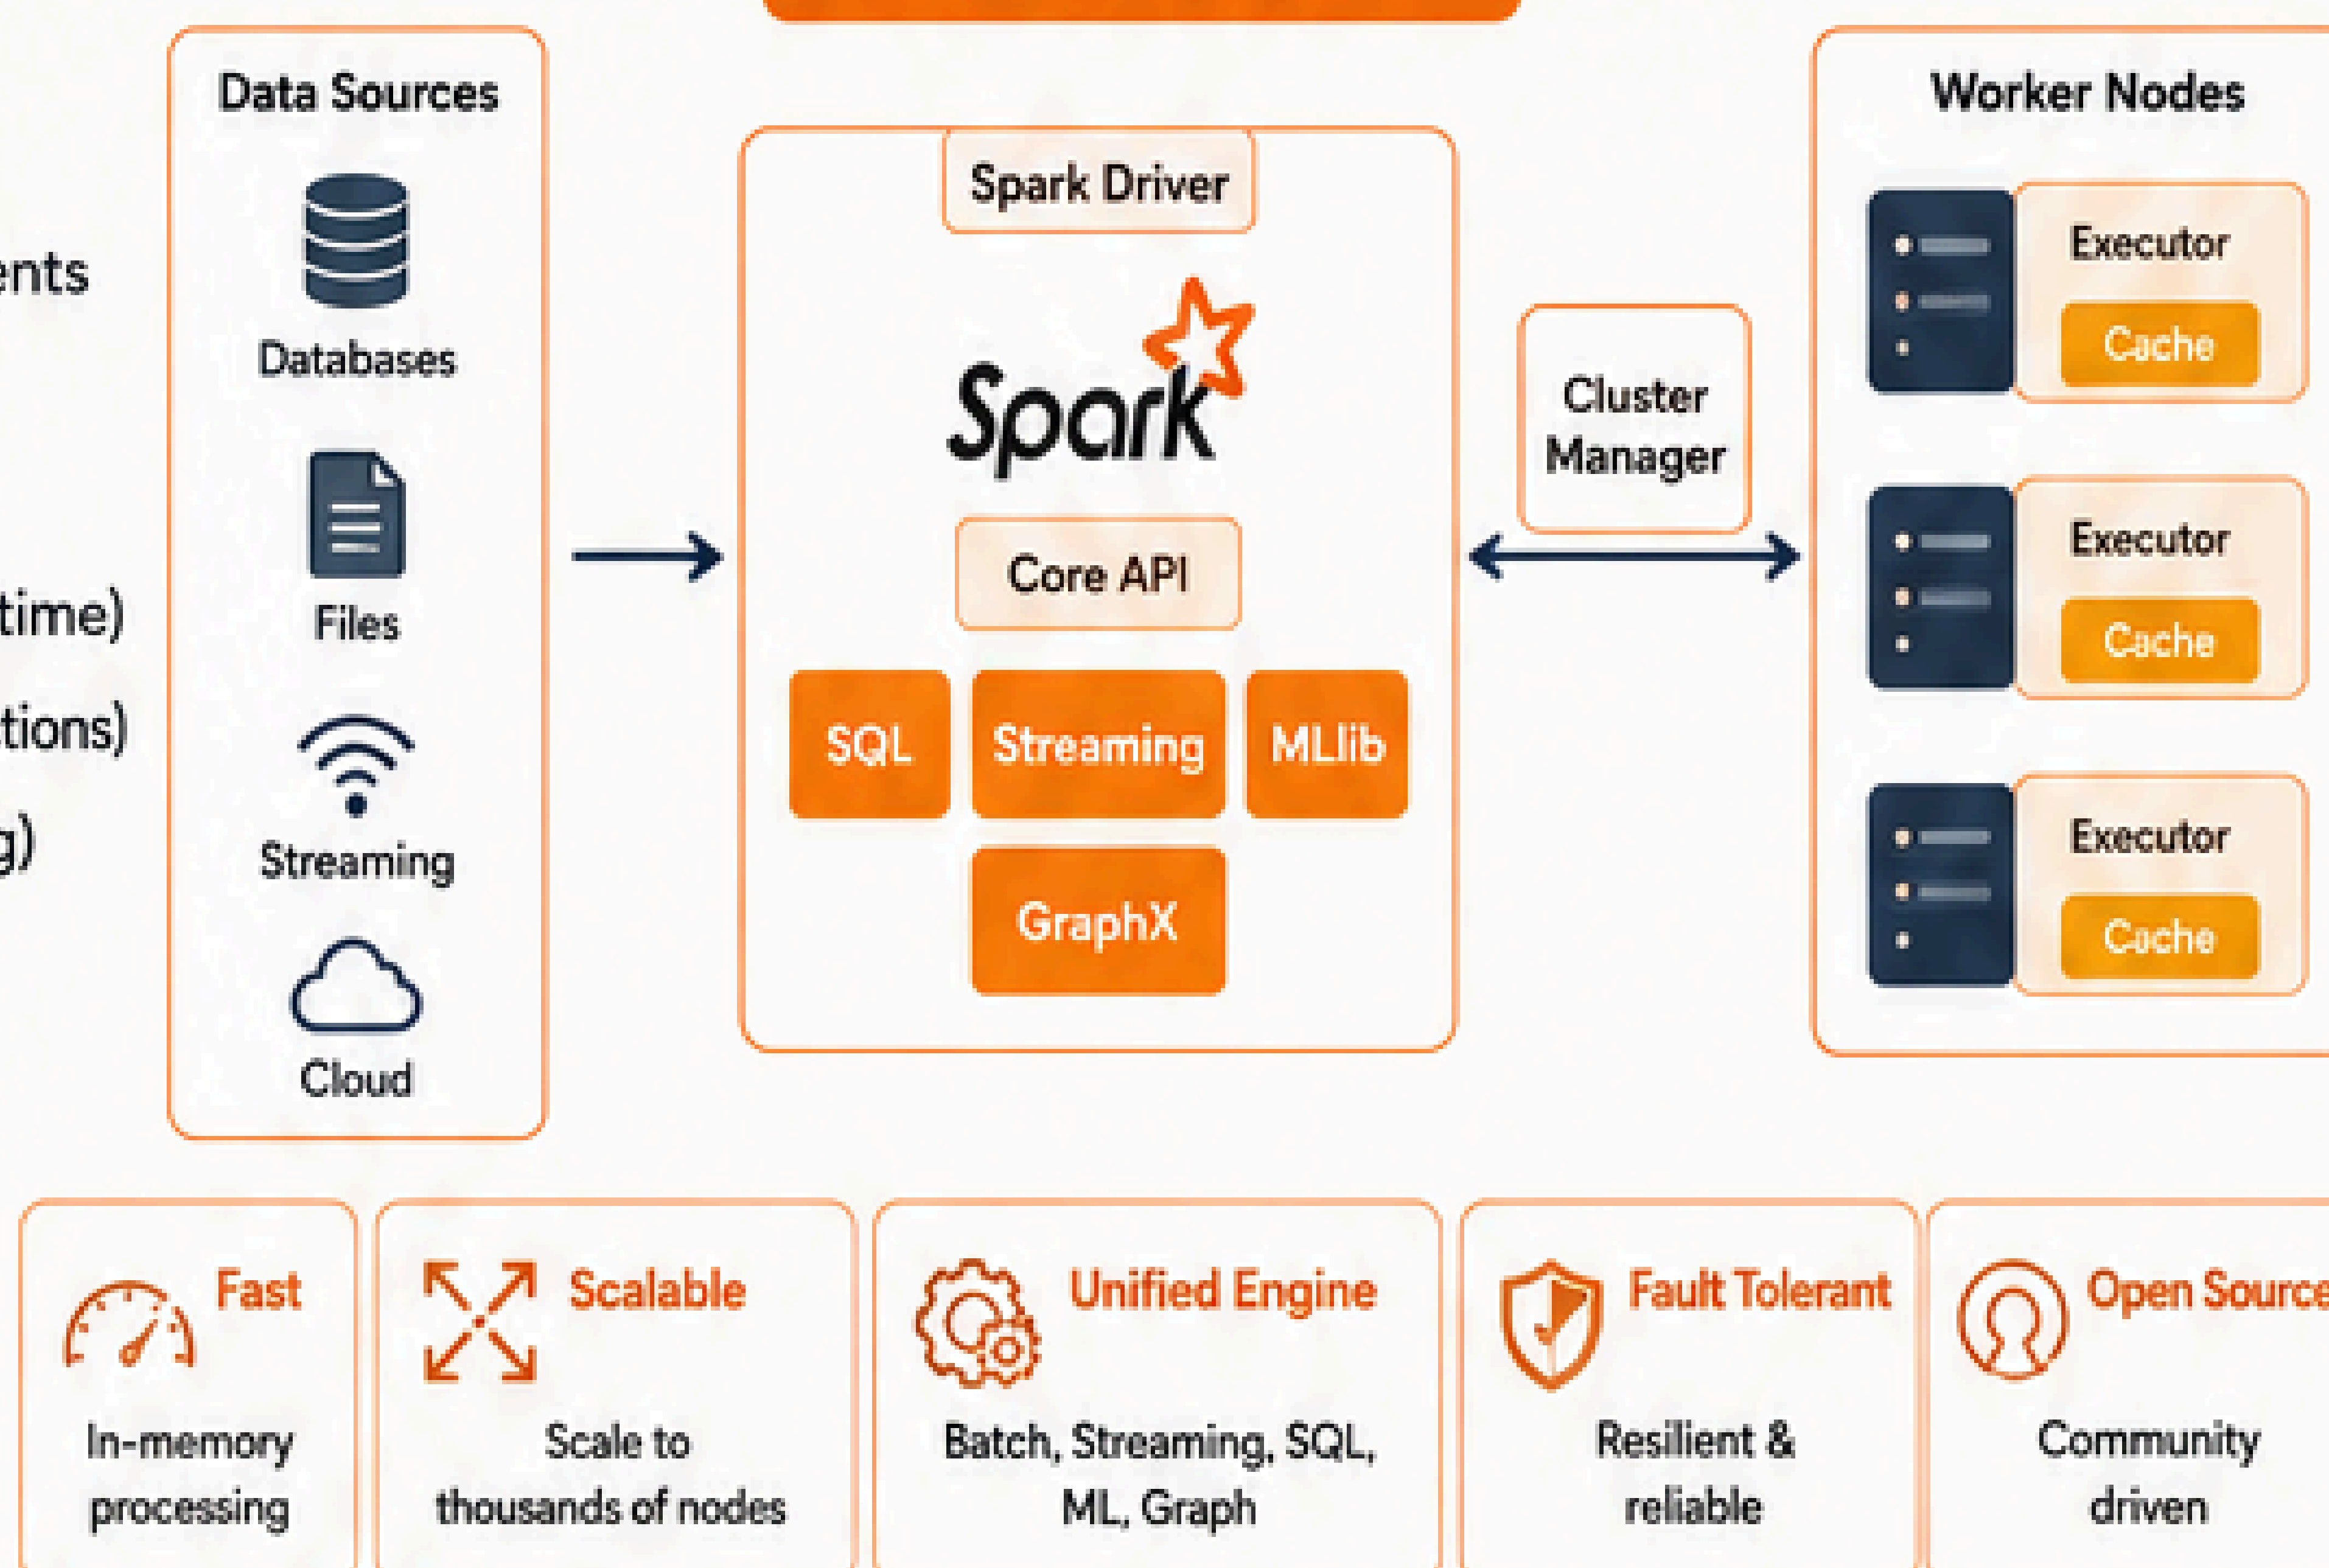 ents
time)
tions)
g)
Data Sources
Databases
Files
Streaming
Cloud
Spark Driver
Spark
Core API
SQL
Streaming
MLlib
GraphX
Cluster
Manager
Worker Nodes
Executor
Cache
Executor
Cache
Executor
Cache
Fast
In-memory
processing
Scalable
Scale to
thousands of nodes
Unified Engine
Batch, Streaming, SQL,
ML, Graph
Fault Tolerant
Resilient &
reliable
Open Source
Community
driven